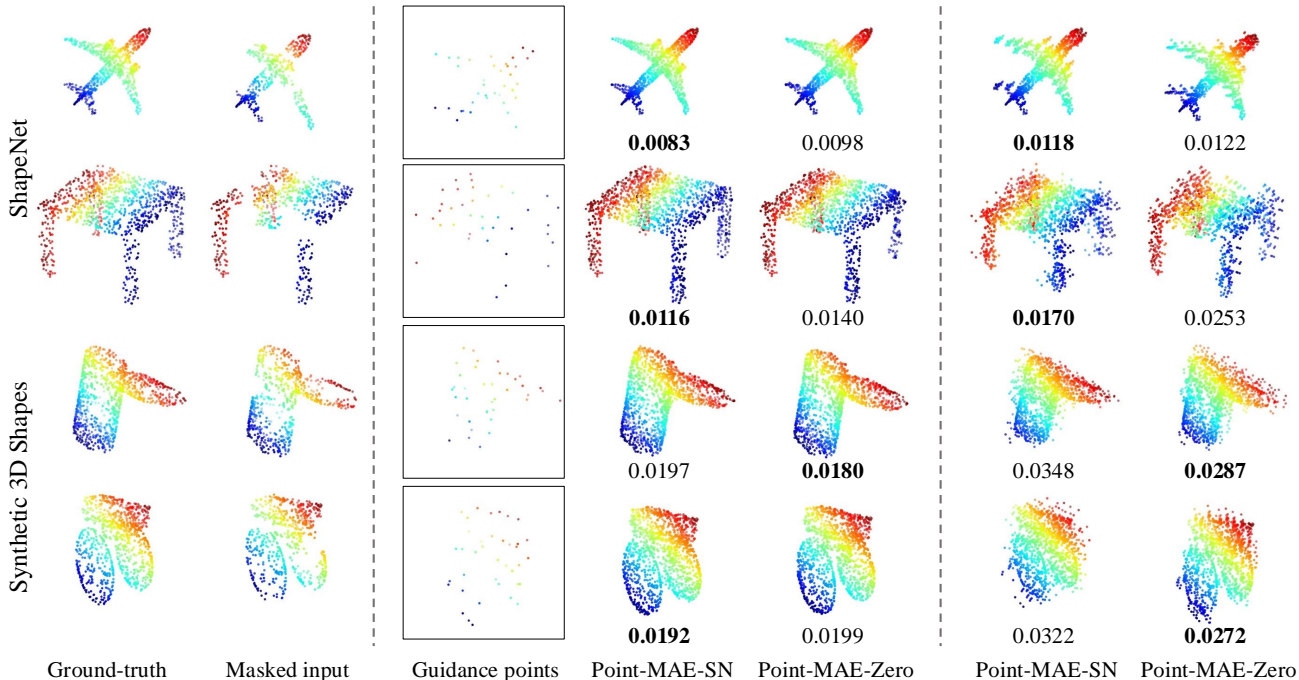 ShapeNet
0.0083 0.0098 0.0118 0.0122
0.0116 0.0140 0.0170 0.0253
Synthetic 3D Shapes
0.0197 0.0180 0.0348 0.0287
0.0192 0.0199 0.0322 0.0272
Ground-truth Masked input Guidance points Point-MAE-SN Point-MAE-Zero Point-MAE-SN Point-MAE-Zero